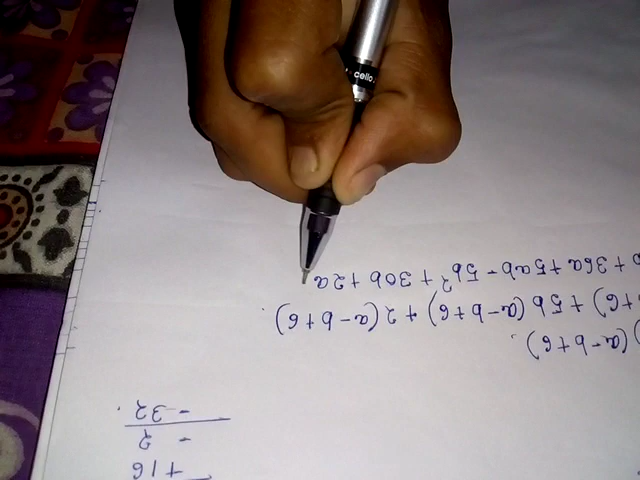 +16
- 2
- 32.
) (a-b+6).
+6) + 5b (a-b+6) + 2 (a-b+6).
b + 36a + 5ab - 5b² + 30b + 2a
cello